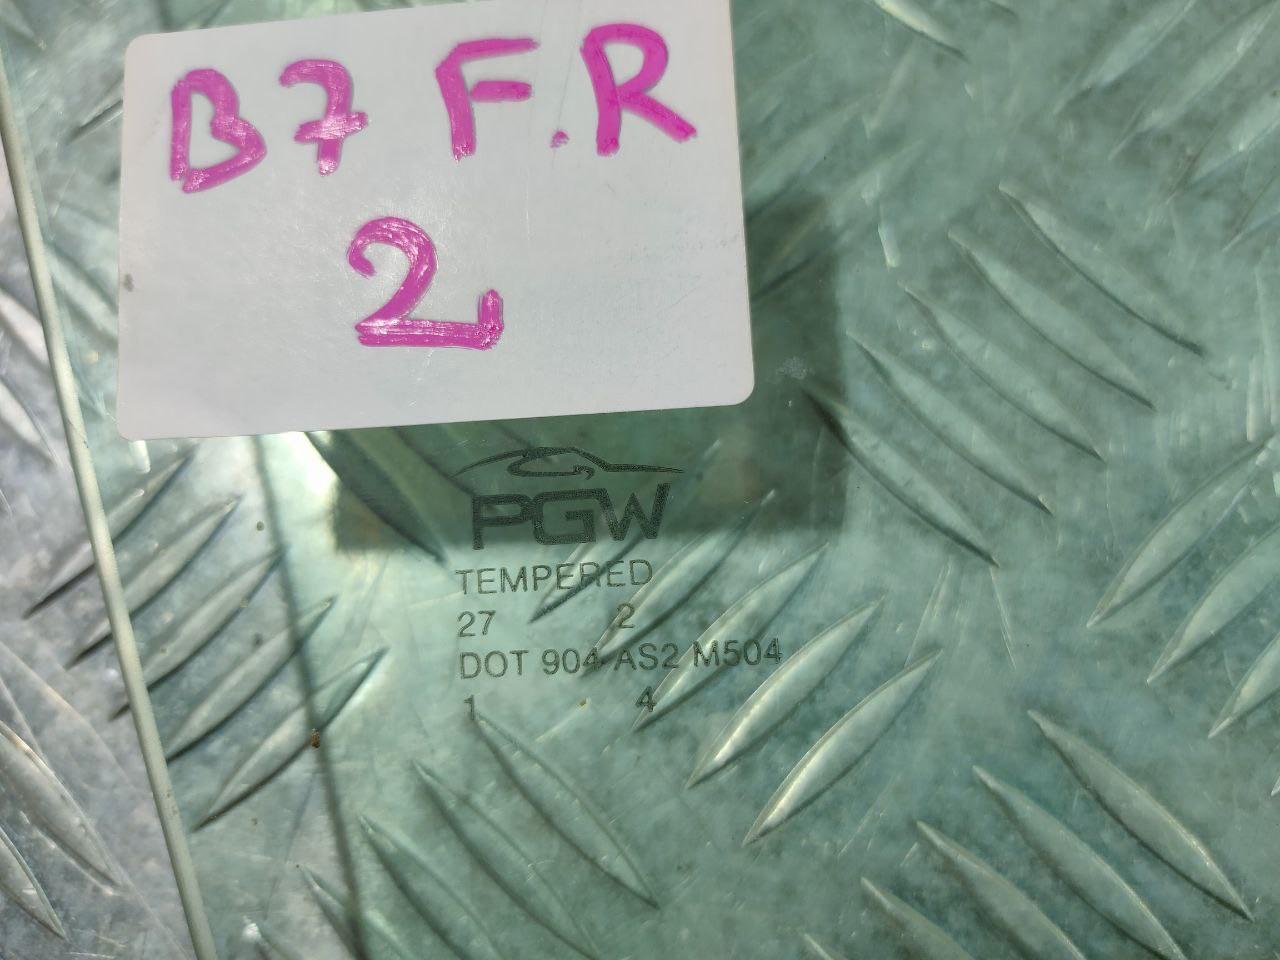 B7 F.R
2
PGW
TEMPERED
27 2
DOT 904 AS2 M504
1 4